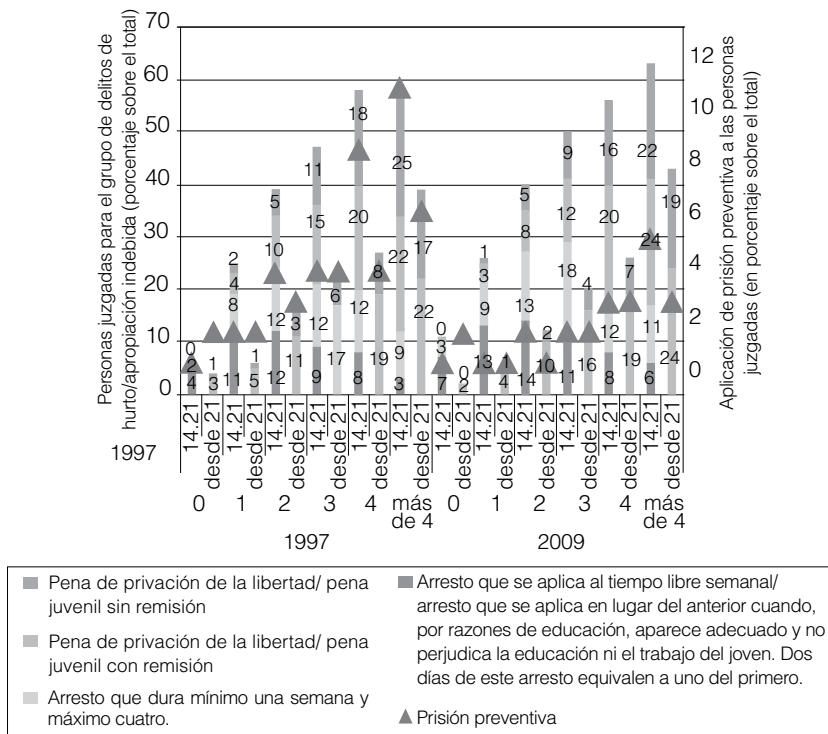 Personas juzgadas para el grupo de delitos de
hurto/apropiación indebida (porcentaje sobre el total)
70
60
50
40
30
20
10
0
12
10
8
6
4
2
0
Aplicación de prisión preventiva a las personas
juzgadas (en porcentaje sobre el total)
0 2 4
1 3
2 4 8 11
1 5
5 10 12 12
3 11
11 15 12 9
6 17
18 20 12 8
8 19
25 22 9 3
17 22
0 3 7
0 2
1 3 9 13
1 4
5 8 13 14
2 10
9 12 18 11
4 16
16 20 12 8
7 19
22 24 11 6
19 24
14.21 desde 21 14.21 desde 21 14.21 desde 21 14.21 desde 21 14.21 desde 21 14.21 desde 21 14.21 desde 21 14.21 desde 21 14.21 desde 21 14.21 desde 21 14.21 desde 21 14.21 desde 21
1997
0 1 2 3 4 más de 4 0 1 2 3 4 más de 4
1997 2009
Pena de privación de la libertad/ pena
juvenil sin remisión
Pena de privación de la libertad/ pena
juvenil con remisión
Arresto que dura mínimo una semana y
máximo cuatro.
Arresto que se aplica al tiempo libre semanal/
arresto que se aplica en lugar del anterior cuando,
por razones de educación, aparece adecuado y no
perjudica la educación ni el trabajo del joven. Dos
días de este arresto equivalen a uno del primero.
Prisión preventiva